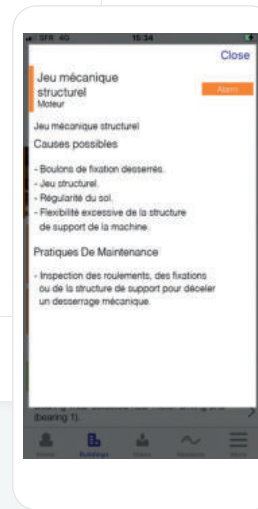 SFR 4G
15:34
Close
Jeu mécanique
structurel
Moteur
Alarm
Jeu mécanique structurel
Causes possibles
- Boulons de fixation desserrés.
- Jeu structurel.
- Régularité du sol.
- Flexibilité excessive de la structure
de support de la machine.
Pratiques De Maintenance
- Inspection des roulements, des fixations
ou de la structure de support pour déceler
un desserrage mécanique.
(bearing 1).
Buildings